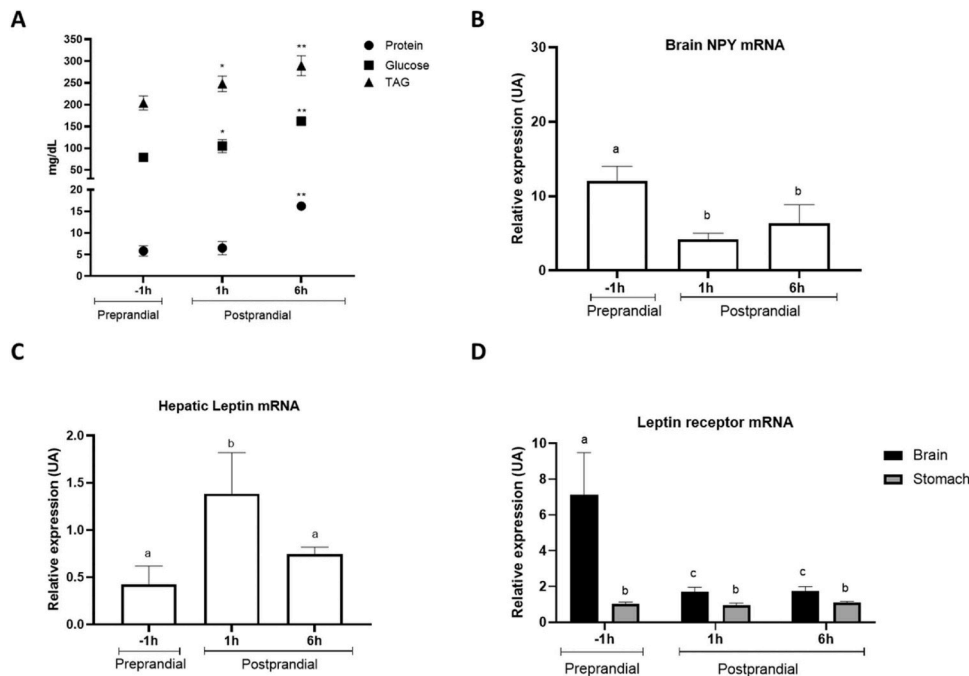 A
mg/dL
350
300
250
200
150
100
50
20
15
10
5
0
*
**
*
**
**
Protein
Glucose
TAG
-1h 1h 6h
Preprandial Postprandial
B
Brain NPY mRNA
Relative expression (UA)
30
20
10
0
a
b
b
-1h 1h 6h
Preprandial Postprandial
C
Hepatic Leptin mRNA
Relative expression (UA)
2.0
1.5
1.0
0.5
0.0
a
b
a
-1h 1h 6h
Preprandial Postprandial
D
Leptin receptor mRNA
Relative expression (UA)
10
8
6
4
2
0
a
b
c
b
c
b
Brain
Stomach
-1h 1h 6h
Preprandial Postprandial